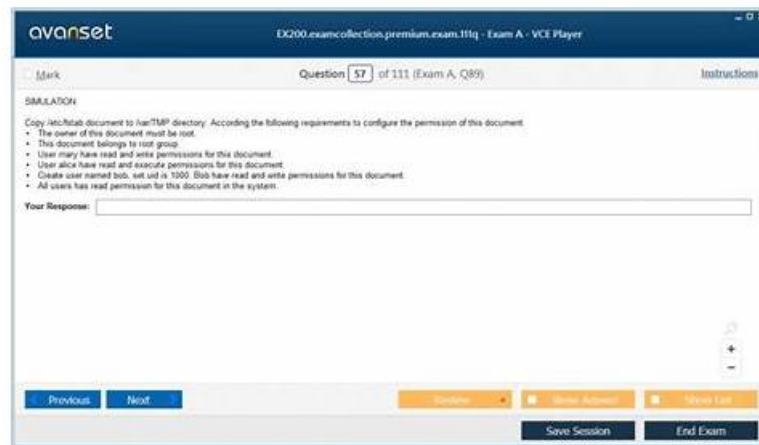 avanset
EX200.examcollection.premium.exam.111q - Exam A - VCE Player
Mark
Question 57 of 111 (Exam A, Q89)
Instructions
SIMULATION
Copy /etc/fstab document to /var/TMP directory. According the following requirements to configure the permission of this document
• The owner of this document must be root.
• This document belongs to root group.
• User mary have read and write permissions for this document.
• User alice have read and execute permissions for this document.
• Create user named bob, set uid is 1000. Bob have read and write permissions for this document.
• All users has read permission for this document in the system.
Your Response:
+
−
Previous
Next
Review
Show Answer
Show List
Save Session
End Exam